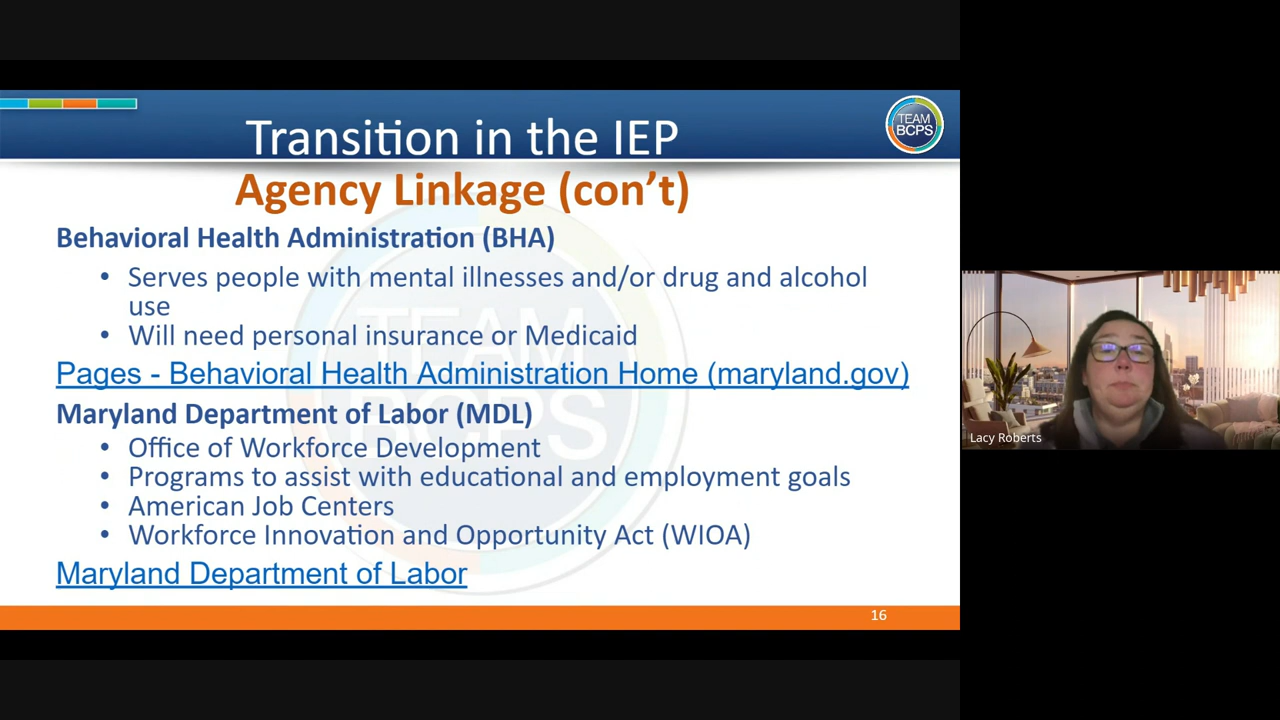 Transition in the IEP
TEAM
BCPS
Agency Linkage (con't)
Behavioral Health Administration (BHA)
• Serves people with mental illnesses and/or drug and alcohol
use
• Will need personal insurance or Medicaid
Pages - Behavioral Health Administration Home (maryland.gov)
Maryland Department of Labor (MDL)
• Office of Workforce Development
• Programs to assist with educational and employment goals
• American Job Centers
• Workforce Innovation and Opportunity Act (WIOA)
Maryland Department of Labor
TEAM
BCPS
16
Lacy Roberts